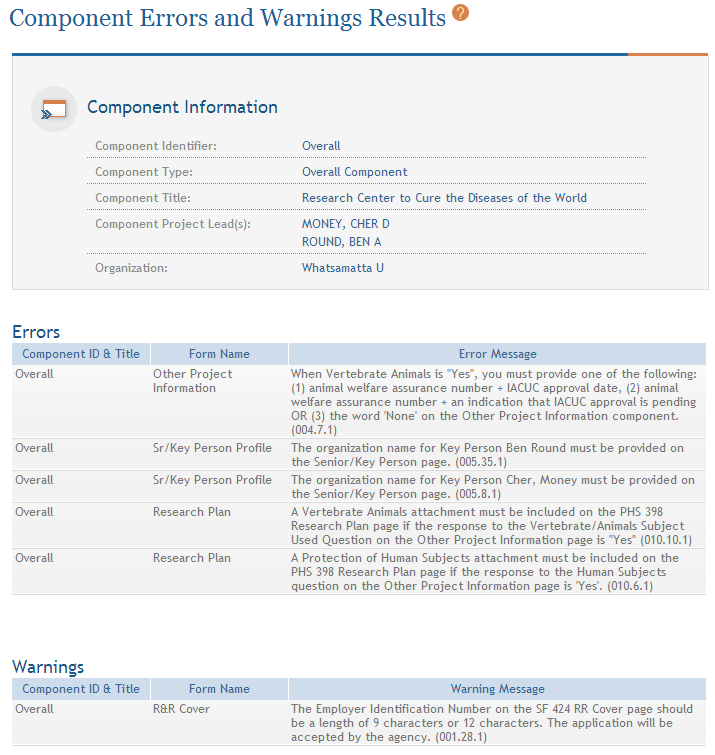 Component Errors and Warnings Results ?
Component Information
Component Identifier: Overall
Component Type: Overall Component
Component Title: Research Center to Cure the Diseases of the World
Component Project Lead(s): MONEY, CHER D
ROUND, BEN A
Organization: Whatsamatta U
Errors
Component ID & Title Form Name Error Message
Overall Other Project When Vertebrate Animals is "Yes", you must provide one of the following:
Information (1) animal welfare assurance number + IACUC approval date, (2) animal
welfare assurance number + an indication that IACUC approval is pending
OR (3) the word 'None' on the Other Project Information component.
(004.7.1)
Overall Sr/Key Person Profile The organization name for Key Person Ben Round must be provided on
the Senior/Key Person page. (005.35.1)
Overall Sr/Key Person Profile The organization name for Key Person Cher, Money must be provided on
the Senior/Key Person page. (005.8.1)
Overall Research Plan A Vertebrate Animals attachment must be included on the PHS 398
Research Plan page if the response to the Vertebrate/Animals Subject
Used Question on the Other Project Information page is "Yes" (010.10.1)
Overall Research Plan A Protection of Human Subjects attachment must be included on the
PHS 398 Research Plan page if the response to the Human Subjects
question on the Other Project Information page is 'Yes'. (010.6.1)
Warnings
Component ID & Title Form Name Warning Message
Overall R&R Cover The Employer Identification Number on the SF 424 RR Cover page should
be a length of 9 characters or 12 characters. The application will be
accepted by the agency. (001.28.1)